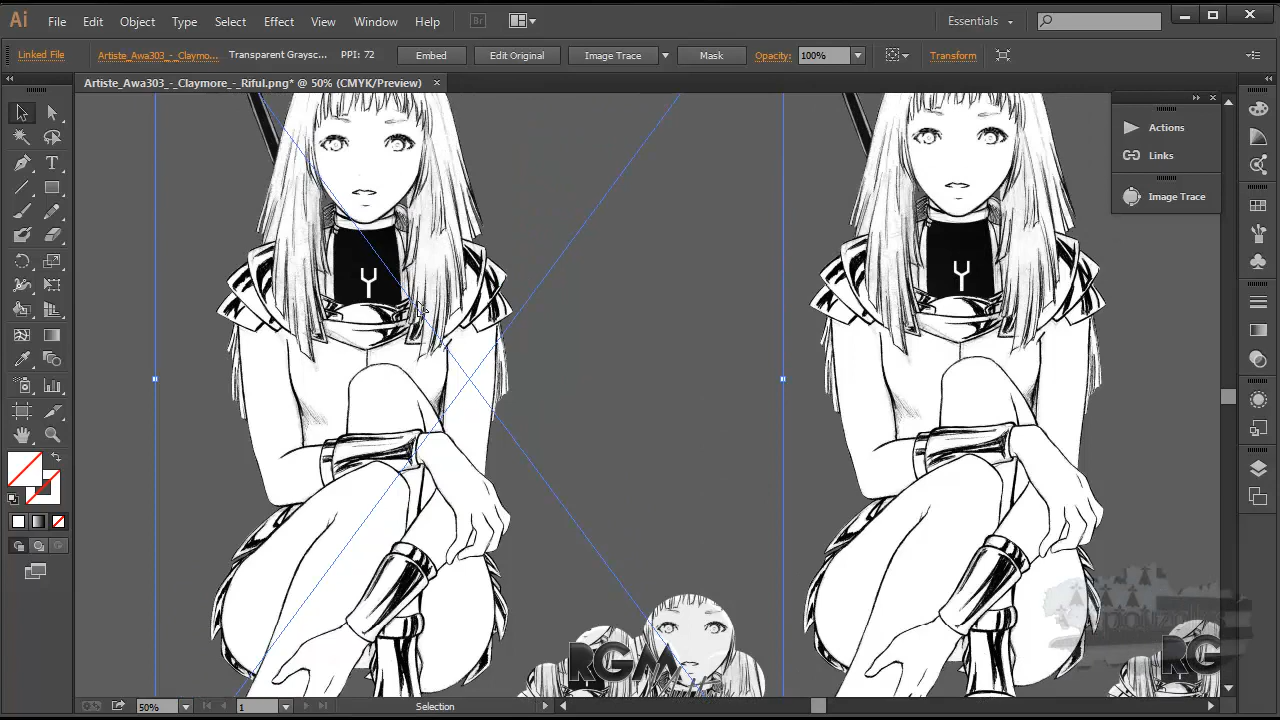 Ai File Edit Object Type Select Effect View Window Help Br Essentials
Linked File Artiste_Awa303_-_Claymo... Transparent Graysc... PPI: 72 Embed Edit Original Image Trace Mask Opacity: 100% Transform
Artiste_Awa303_-_Claymore_-_Riful.png* @ 50% (CMYK/Preview)
Actions
Links
Image Trace
T
RGM
RG
50% 1 Selection